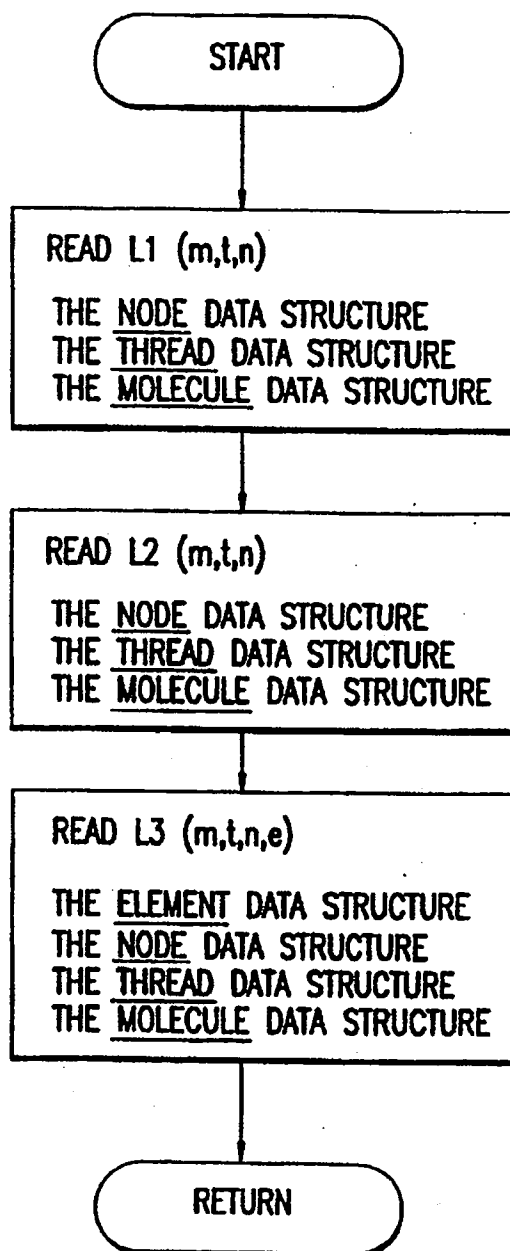 START
READ L1 (m,t,n)
THE NODE DATA STRUCTURE
THE THREAD DATA STRUCTURE
THE MOLECULE DATA STRUCTURE
READ L2 (m,t,n)
THE NODE DATA STRUCTURE
THE THREAD DATA STRUCTURE
THE MOLECULE DATA STRUCTURE
READ L3 (m,t,n,e)
THE ELEMENT DATA STRUCTURE
THE NODE DATA STRUCTURE
THE THREAD DATA STRUCTURE
THE MOLECULE DATA STRUCTURE
RETURN